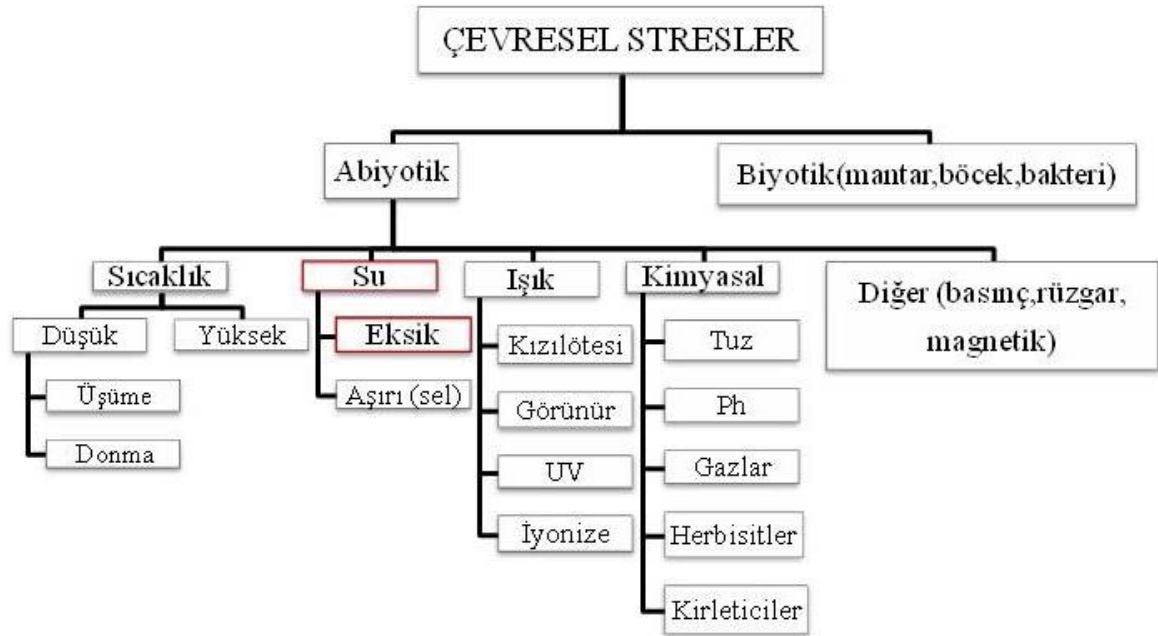 ÇEVRESEL STRESLER
Abiyotik
Biyotik(mantar,böcek,bakteri)
Sıcaklık
Su
Işık
Kimyasal
Diğer (basınç,rüzgar,
magnetik)
Düşük
Yüksek
Üşüme
Donma
Eksik
Aşırı (sel)
Kızılötesi
Görünür
UV
İyonize
Tuz
Ph
Gazlar
Herbisitler
Kirleticiler